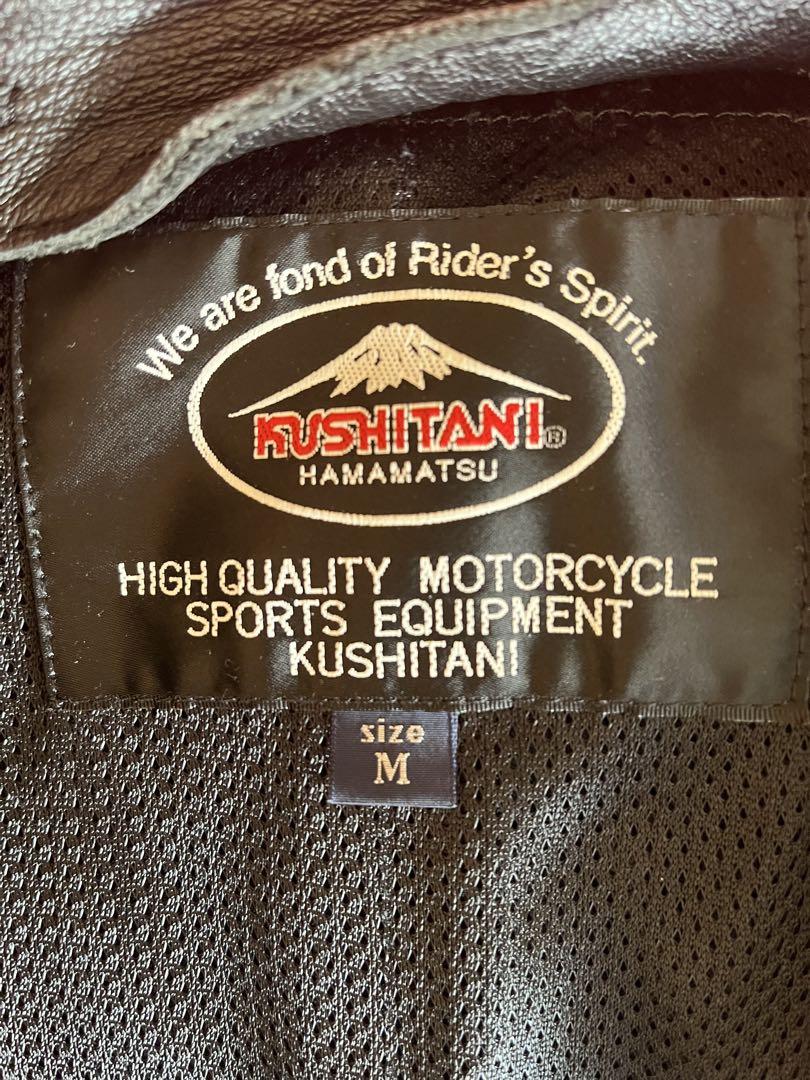 We are fond of Rider's Spirit.
KUSHITANI®
HAMAMATSU
HIGH QUALITY MOTORCYCLE
SPORTS EQUIPMENT
KUSHITANI
size
M